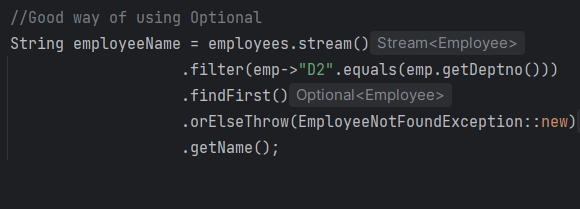 //Good way of using Optional
String employeeName = employees.stream() Stream<Employee>
.filter(emp->"D2".equals(emp.getDeptno()))
.findFirst() Optional<Employee>
.orElseThrow(EmployeeNotFoundException::new)
.getName();